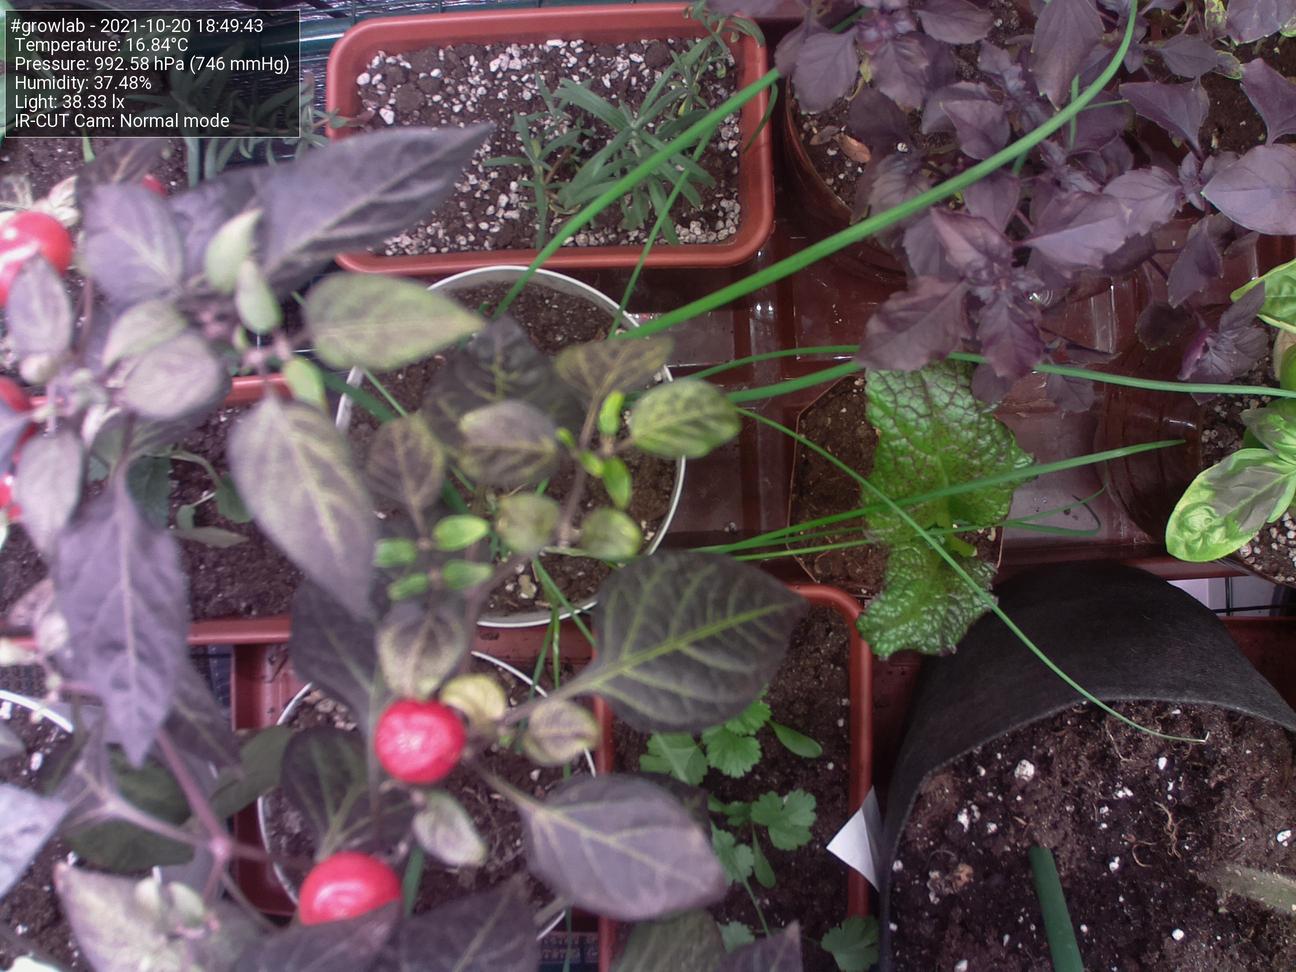 #growlab - 2021-10-20 18:49:43
Temperature: 16.84°C
Pressure: 992.58 hPa (746 mmHg)
Humidity: 37.48%
Light: 38.33 lx
IR-CUT Cam: Normal mode